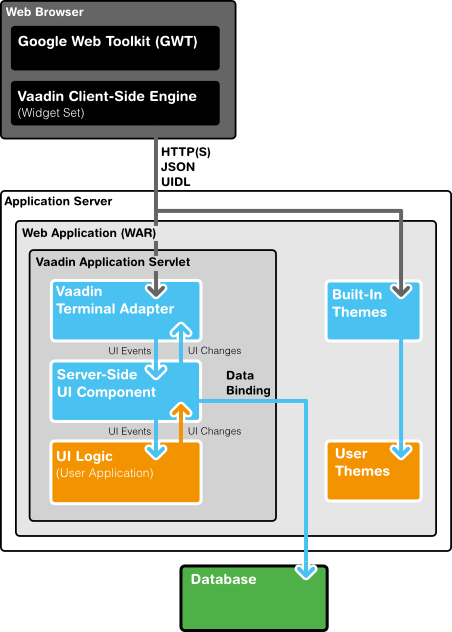 Web Browser
Google Web Toolkit (GWT)
Vaadin Client-Side Engine
(Widget Set)
HTTP(S)
JSON
UIDL
Application Server
Web Application (WAR)
Vaadin Application Servlet
Vaadin
Terminal Adapter
Built-In
Themes
UI Events
UI Changes
Server-Side
UI Component
Data
Binding
UI Events
UI Changes
UI Logic
(User Application)
User
Themes
Database